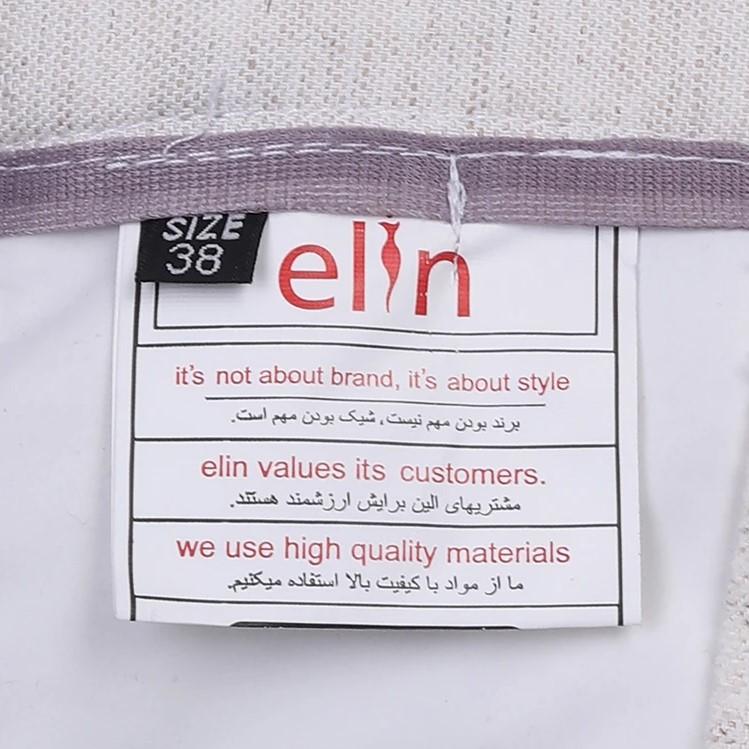 SIZE
38
elin
it's not about brand, it's about style
برند بودن مهم نیست، شیک بودن مهم است.
elin values its customers.
مشتریهای الین برایش ارزشمند هستند.
we use high quality materials
ما از مواد با کیفیت بالا استفاده میکنیم.